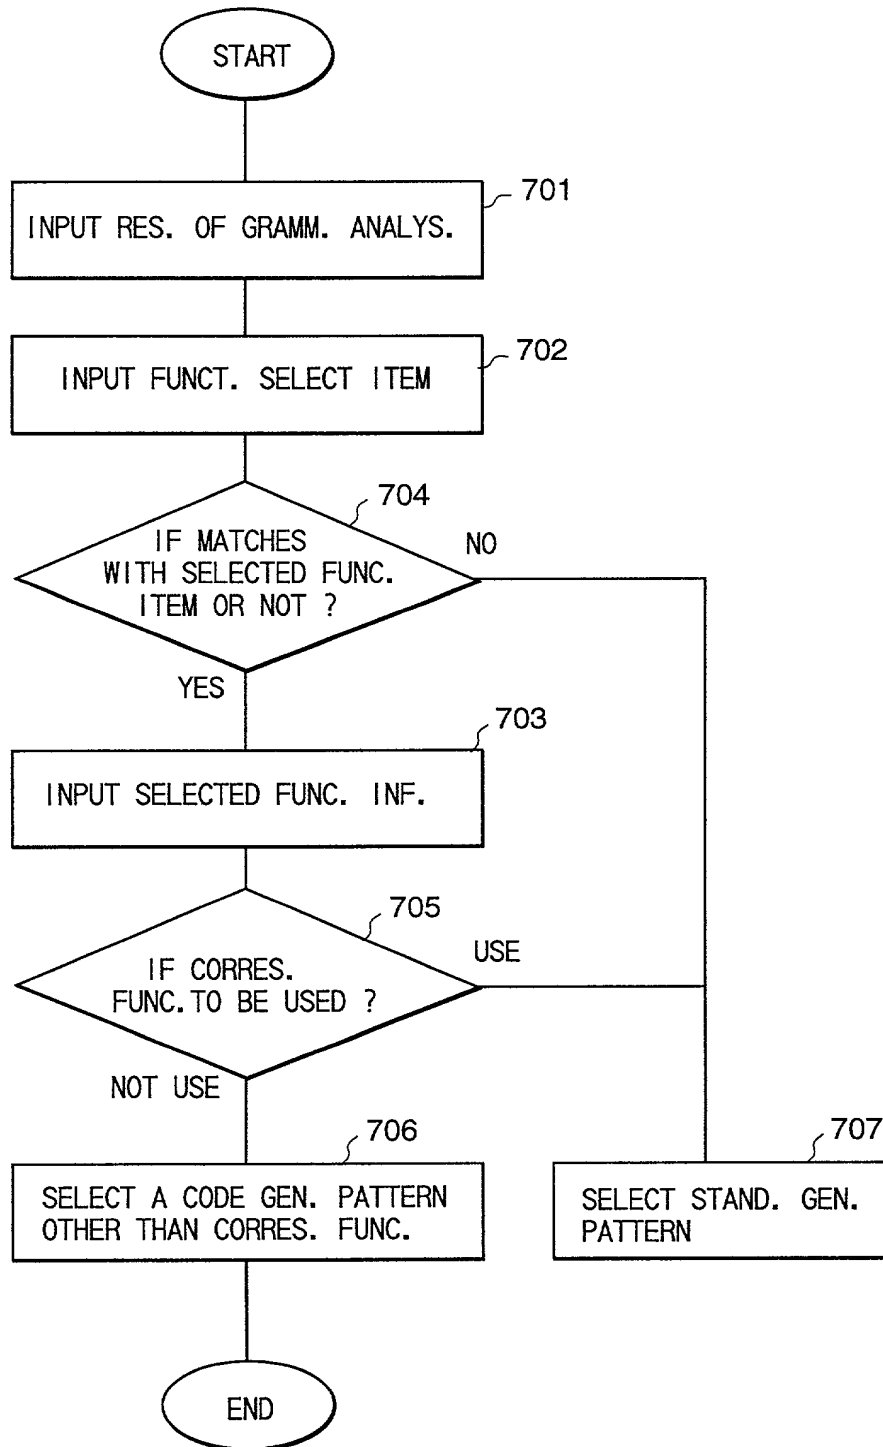 START
701
INPUT RES. OF GRAMM. ANALYS.
702
INPUT FUNCT. SELECT ITEM
704
IF MATCHES
WITH SELECTED FUNC.
ITEM OR NOT ?
NO
YES
703
INPUT SELECTED FUNC. INF.
705
IF CORRES.
FUNC.TO BE USED ?
USE
NOT USE
706
SELECT A CODE GEN. PATTERN
OTHER THAN CORRES. FUNC.
707
SELECT STAND. GEN.
PATTERN
END